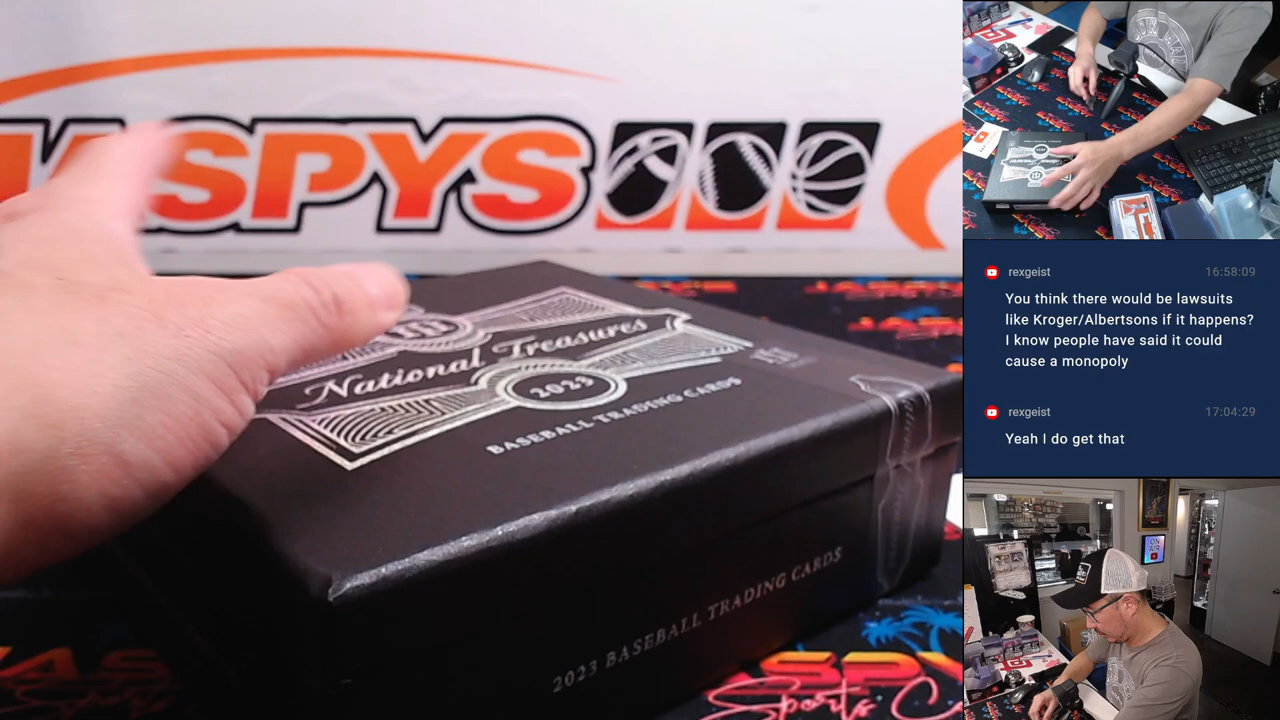 JASPYS
National Treasures
2023
BASEBALL TRADING CARDS
2023 BASEBALL TRADING CARDS
Sports
rexgeist
16:58:09
You think there would be lawsuits
like Kroger/Albertsons if it happens?
I know people have said it could
cause a monopoly
rexgeist
17:04:29
Yeah I do get that
ON
AIR